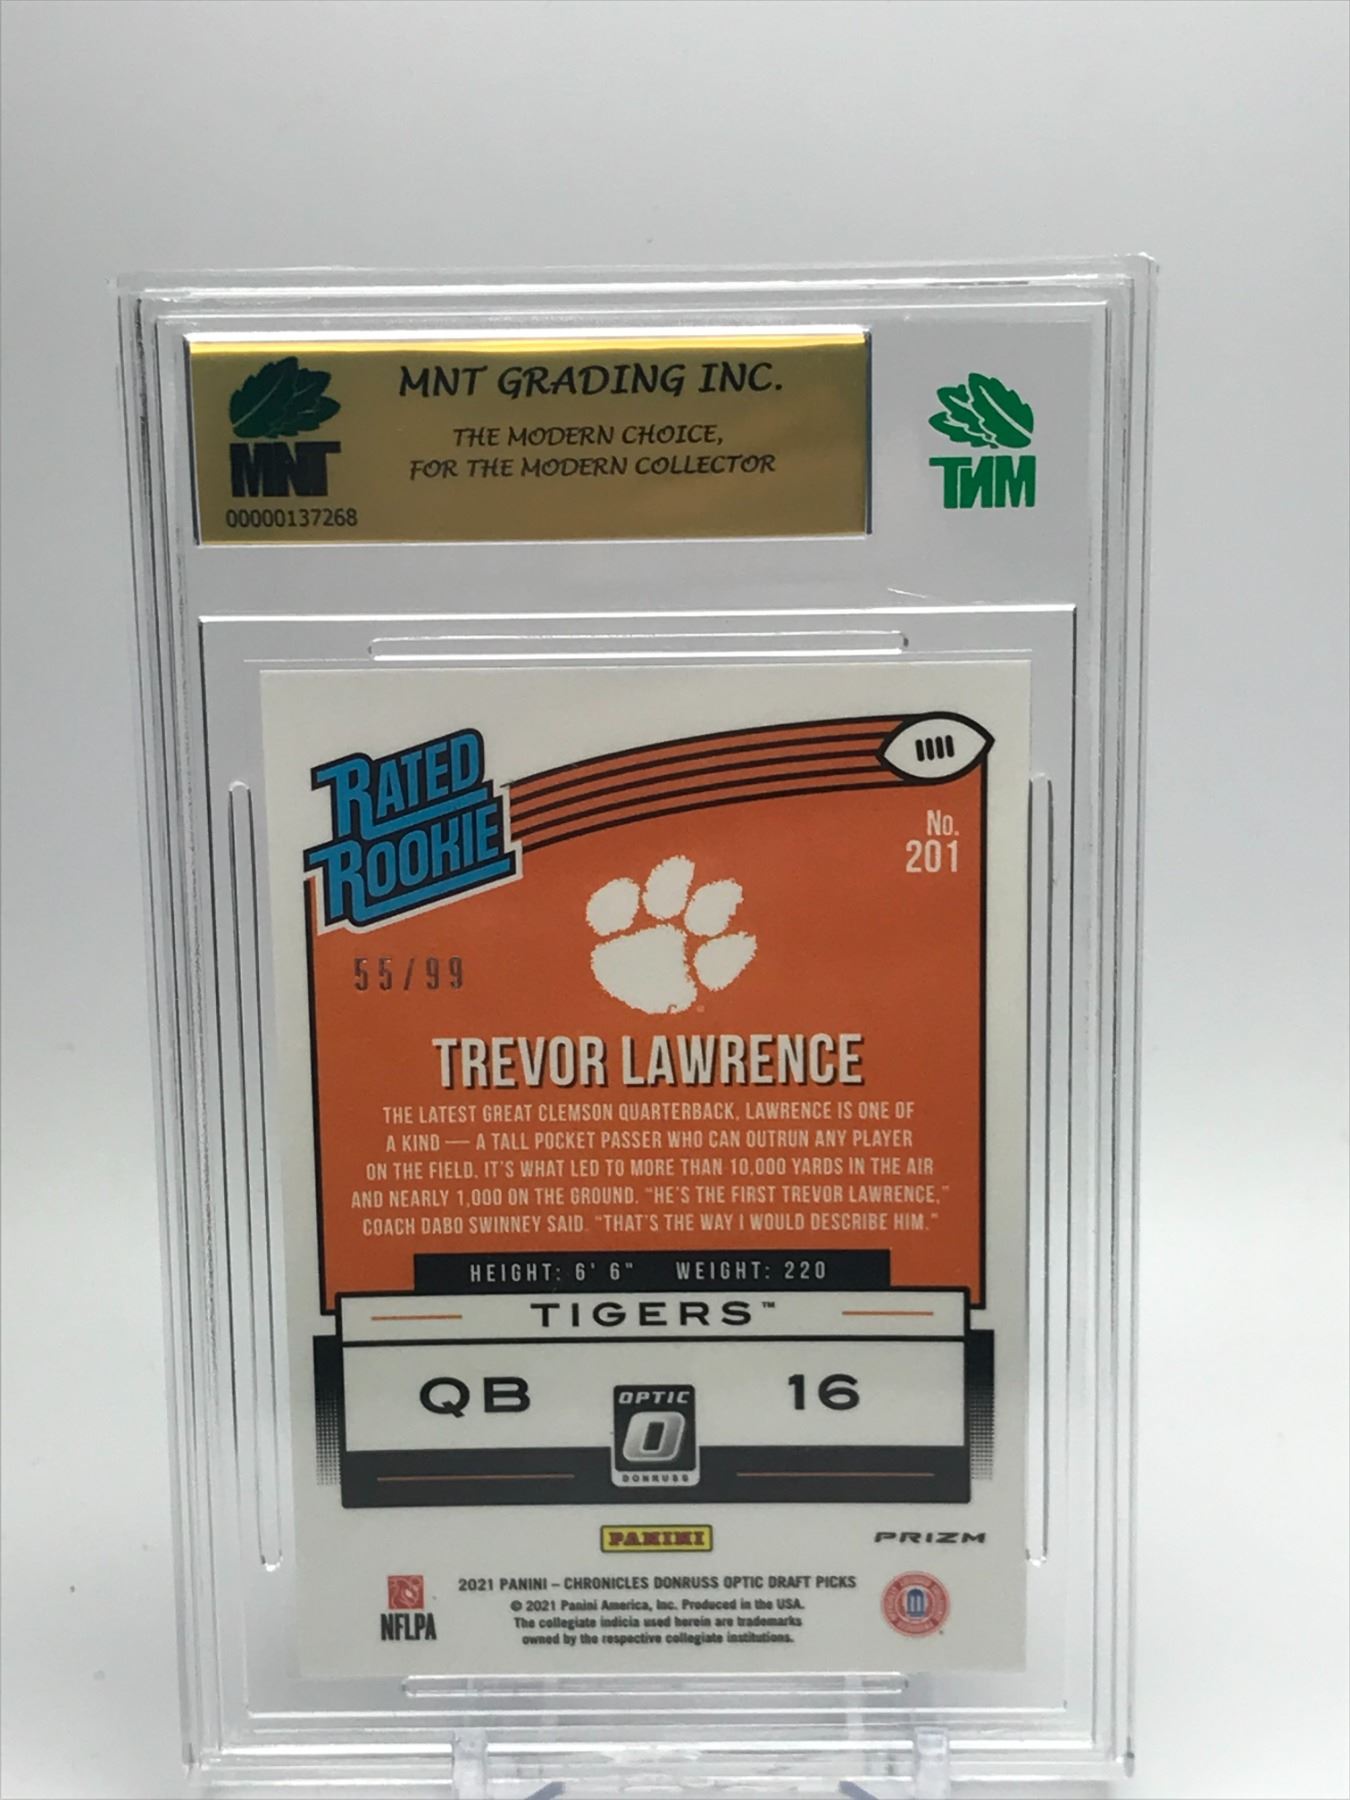 MNT GRADING INC.
THE MODERN CHOICE,
FOR THE MODERN COLLECTOR
MNT
00000137268
TNM
RATED
ROOKIE
No.
201
55/99
TREVOR LAWRENCE
THE LATEST GREAT CLEMSON QUARTERBACK, LAWRENCE IS ONE OF
A KIND — A TALL POCKET PASSER WHO CAN OUTRUN ANY PLAYER
ON THE FIELD. IT'S WHAT LED TO MORE THAN 10,000 YARDS IN THE AIR
AND NEARLY 1,000 ON THE GROUND. "HE'S THE FIRST TREVOR LAWRENCE,"
COACH DABO SWINNEY SAID. "THAT'S THE WAY I WOULD DESCRIBE HIM."
HEIGHT: 6' 6" WEIGHT: 220
TIGERS™
QB
OPTIC
O
DONRUSS
16
PANINI
PRIZM
NFLPA
2021 PANINI – CHRONICLES DONRUSS OPTIC DRAFT PICKS
© 2021 Panini America, Inc. Produced in the USA.
The collegiate indicia used herein are trademarks
owned by the respective collegiate institutions.